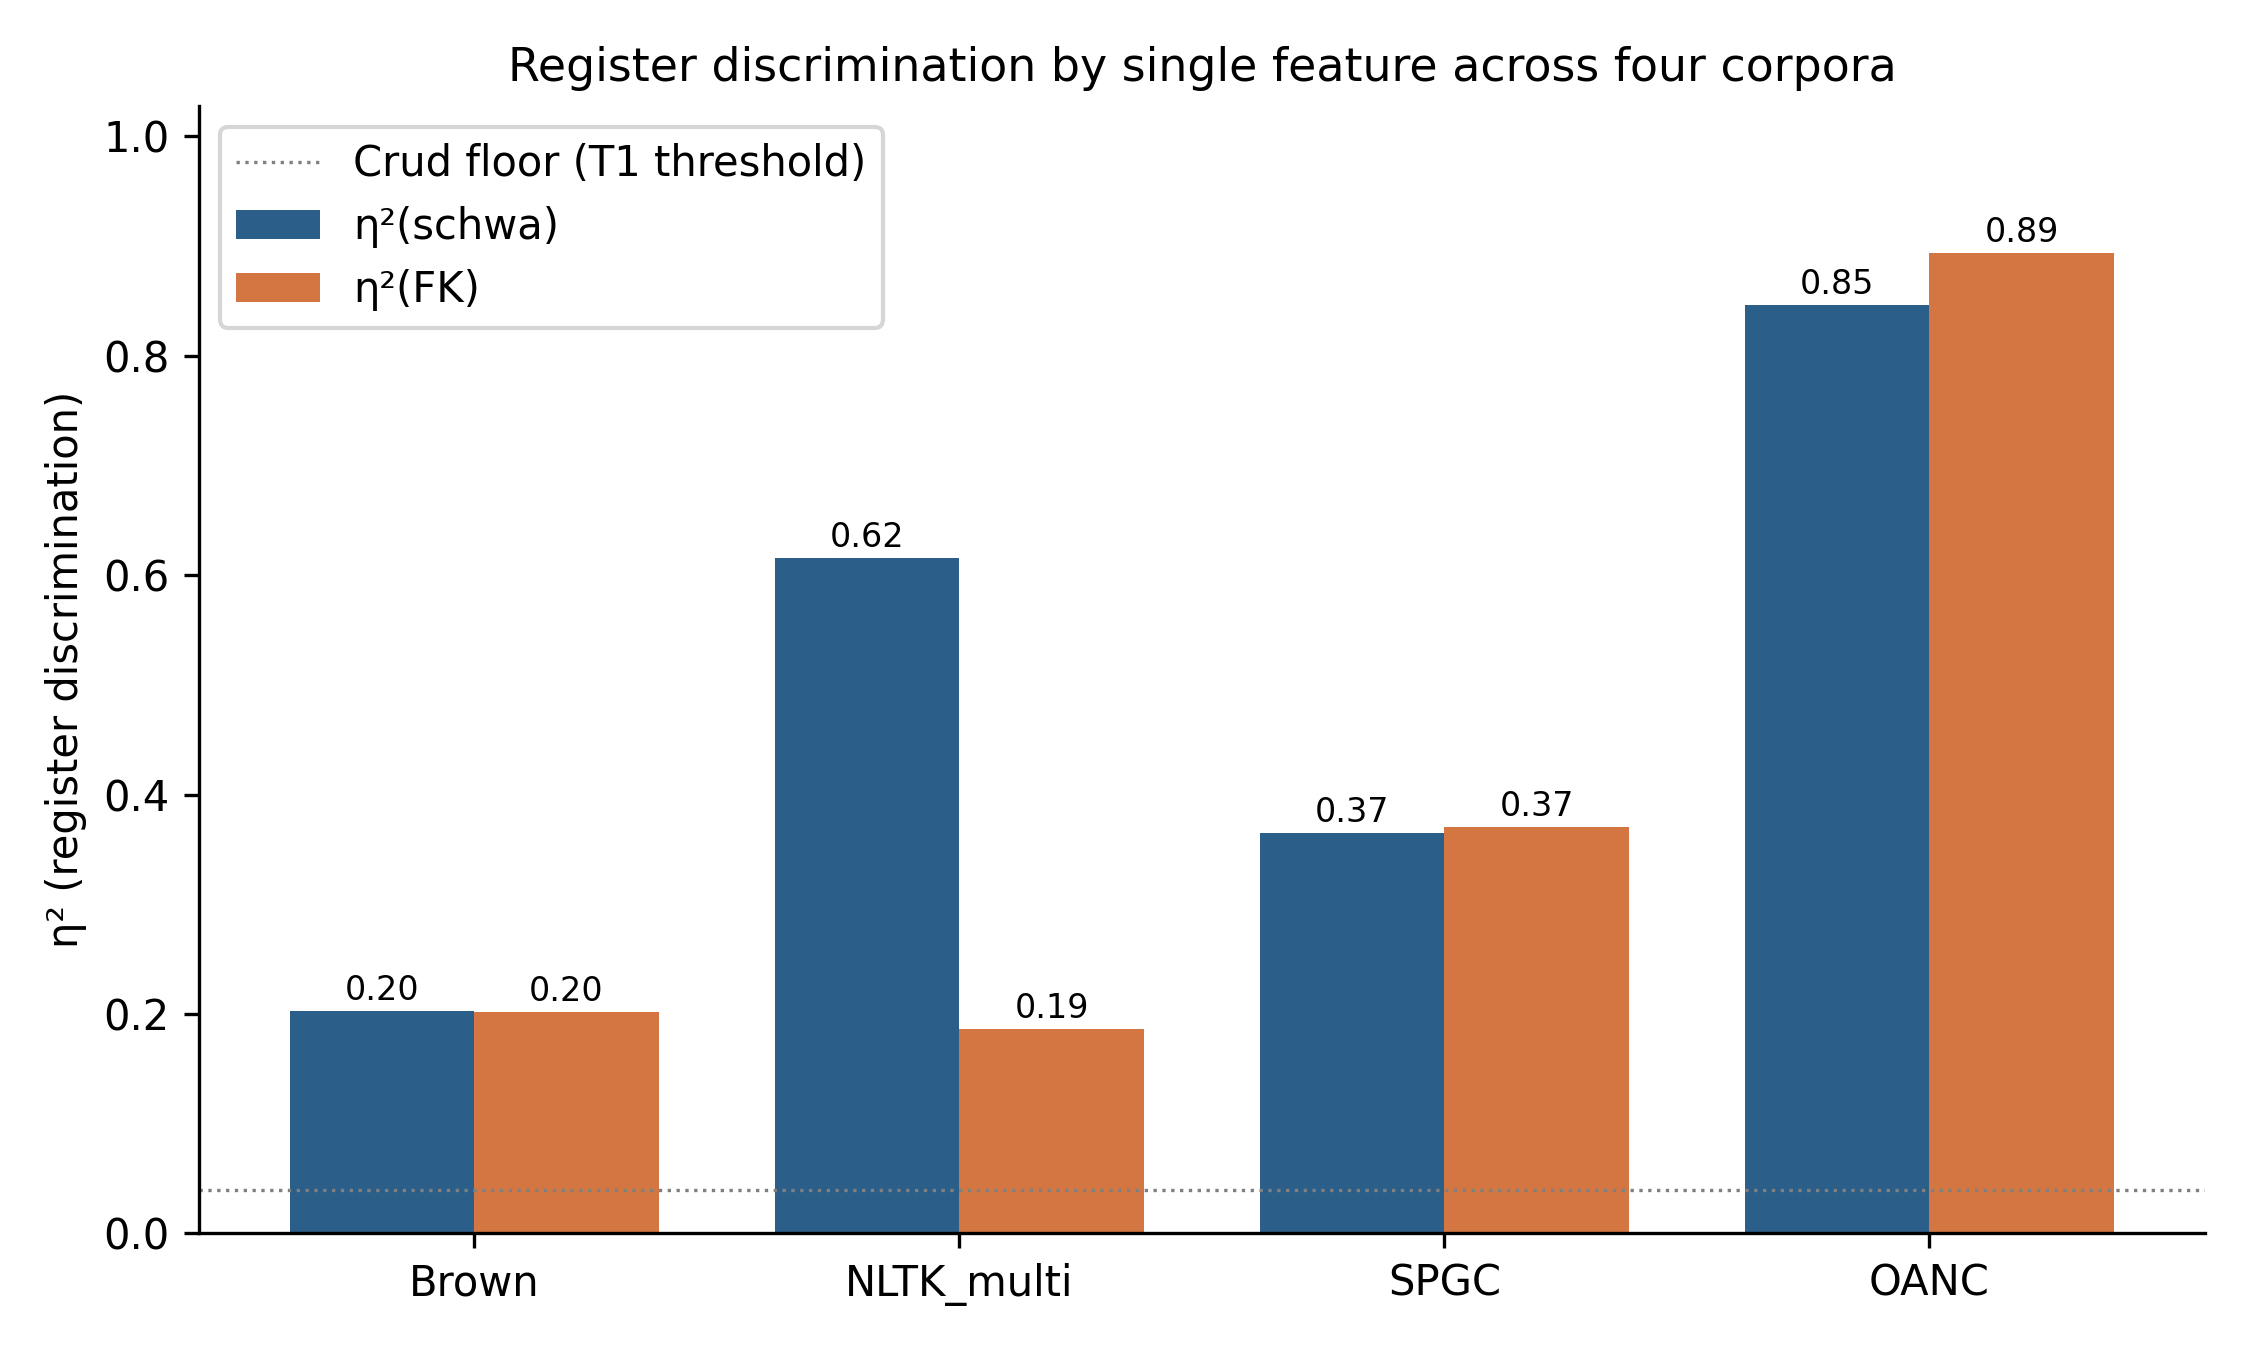 Register discrimination by single feature across four corpora
Crud floor (T1 threshold)
η²(schwa)
η²(FK)
η² (register discrimination)
1.0
0.8
0.6
0.4
0.2
0.0
0.20
0.20
0.62
0.19
0.37
0.37
0.85
0.89
Brown
NLTK_multi
SPGC
OANC